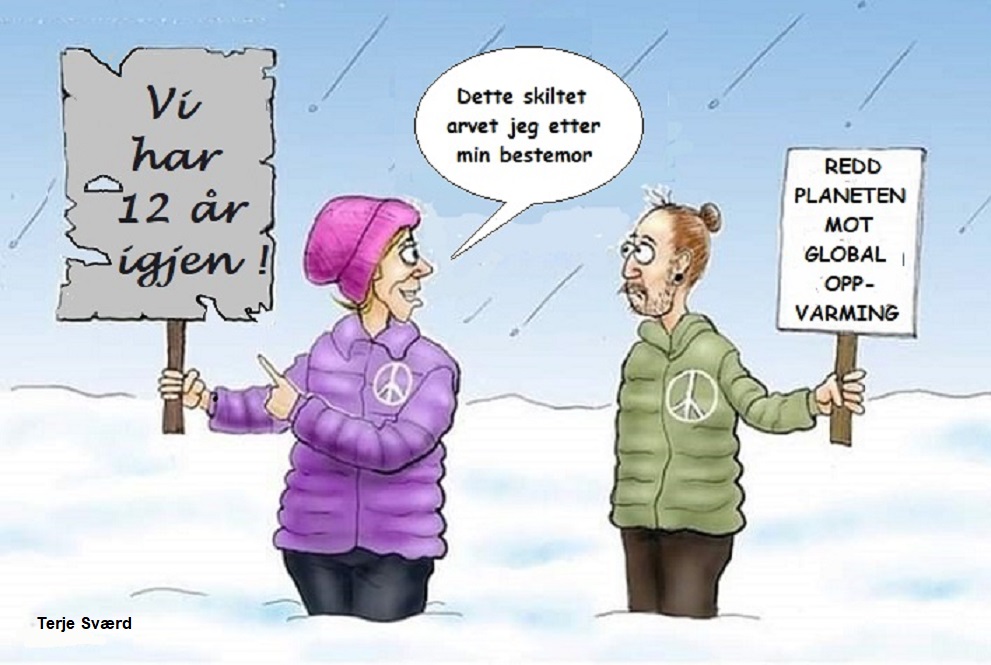 Vi
har
12 år
igjen !
Dette skiltet
arvet jeg etter
min bestemor
REDD
PLANETEN
MOT
GLOBAL
OPP-
VARMING
Terje Sværd